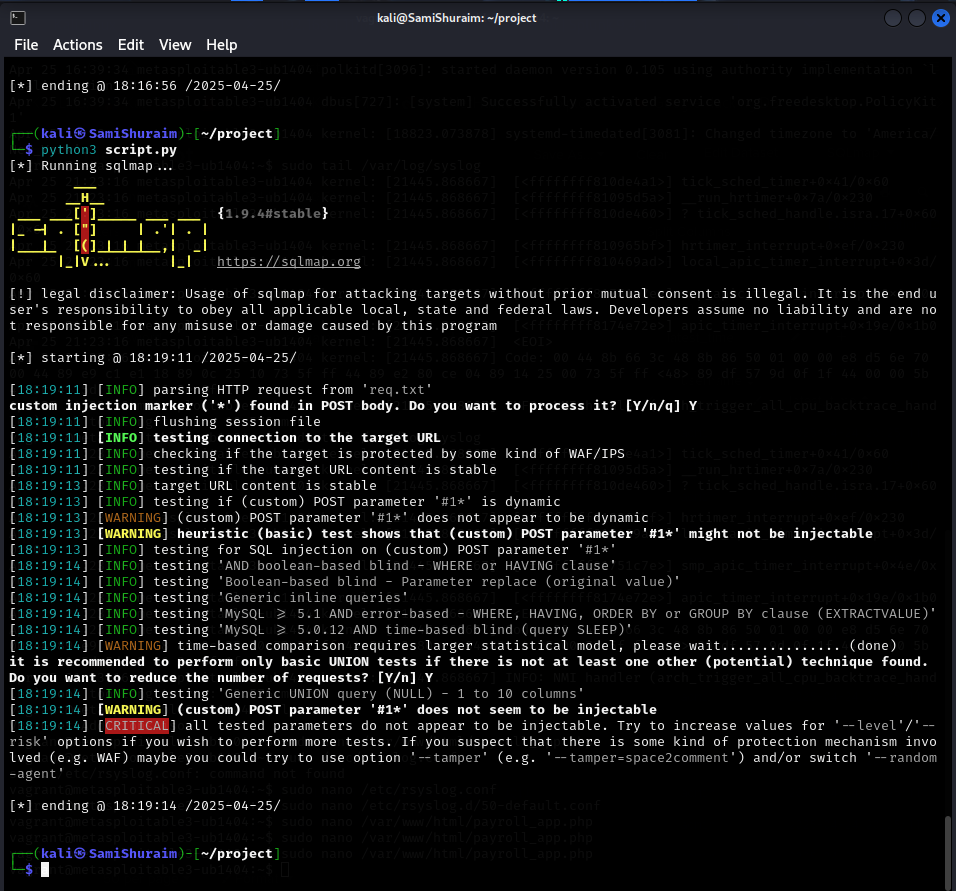 kali@SamiShuraim: ~/project
File Actions Edit View Help
[*] ending @ 18:16:56 /2025-04-25/
┌──(kali㉿SamiShuraim)-[~/project]
└─$ python3 script.py
[*] Running sqlmap...
        ___
       __H__
 ___ ___[']_____ ___ ___  {1.9.4#stable}
|_ -| . ["]     | .'| . |
|___|_  [(]_|_|_|__,|  _|
      |_|V...       |_|   https://sqlmap.org
[!] legal disclaimer: Usage of sqlmap for attacking targets without prior mutual consent is illegal. It is the end u
ser's responsibility to obey all applicable local, state and federal laws. Developers assume no liability and are no
t responsible for any misuse or damage caused by this program
[*] starting @ 18:19:11 /2025-04-25/
[18:19:11] [INFO] parsing HTTP request from 'req.txt'
custom injection marker ('*') found in POST body. Do you want to process it? [Y/n/q] Y
[18:19:11] [INFO] flushing session file
[18:19:11] [INFO] testing connection to the target URL
[18:19:11] [INFO] checking if the target is protected by some kind of WAF/IPS
[18:19:11] [INFO] testing if the target URL content is stable
[18:19:13] [INFO] target URL content is stable
[18:19:13] [INFO] testing if (custom) POST parameter '#1*' is dynamic
[18:19:13] [WARNING] (custom) POST parameter '#1*' does not appear to be dynamic
[18:19:13] [WARNING] heuristic (basic) test shows that (custom) POST parameter '#1*' might not be injectable
[18:19:13] [INFO] testing for SQL injection on (custom) POST parameter '#1*'
[18:19:14] [INFO] testing 'AND boolean-based blind - WHERE or HAVING clause'
[18:19:14] [INFO] testing 'Boolean-based blind - Parameter replace (original value)'
[18:19:14] [INFO] testing 'Generic inline queries'
[18:19:14] [INFO] testing 'MySQL >= 5.1 AND error-based - WHERE, HAVING, ORDER BY or GROUP BY clause (EXTRACTVALUE)'
[18:19:14] [INFO] testing 'MySQL >= 5.0.12 AND time-based blind (query SLEEP)'
[18:19:14] [WARNING] time-based comparison requires larger statistical model, please wait............... (done)
it is recommended to perform only basic UNION tests if there is not at least one other (potential) technique found.
Do you want to reduce the number of requests? [Y/n] Y
[18:19:14] [INFO] testing 'Generic UNION query (NULL) - 1 to 10 columns'
[18:19:14] [WARNING] (custom) POST parameter '#1*' does not seem to be injectable
[18:19:14] [CRITICAL] all tested parameters do not appear to be injectable. Try to increase values for '--level'/'--
risk' options if you wish to perform more tests. If you suspect that there is some kind of protection mechanism invo
lved (e.g. WAF) maybe you could try to use option '--tamper' (e.g. '--tamper=space2comment') and/or switch '--random
-agent'
[*] ending @ 18:19:14 /2025-04-25/
┌──(kali㉿SamiShuraim)-[~/project]
└─$